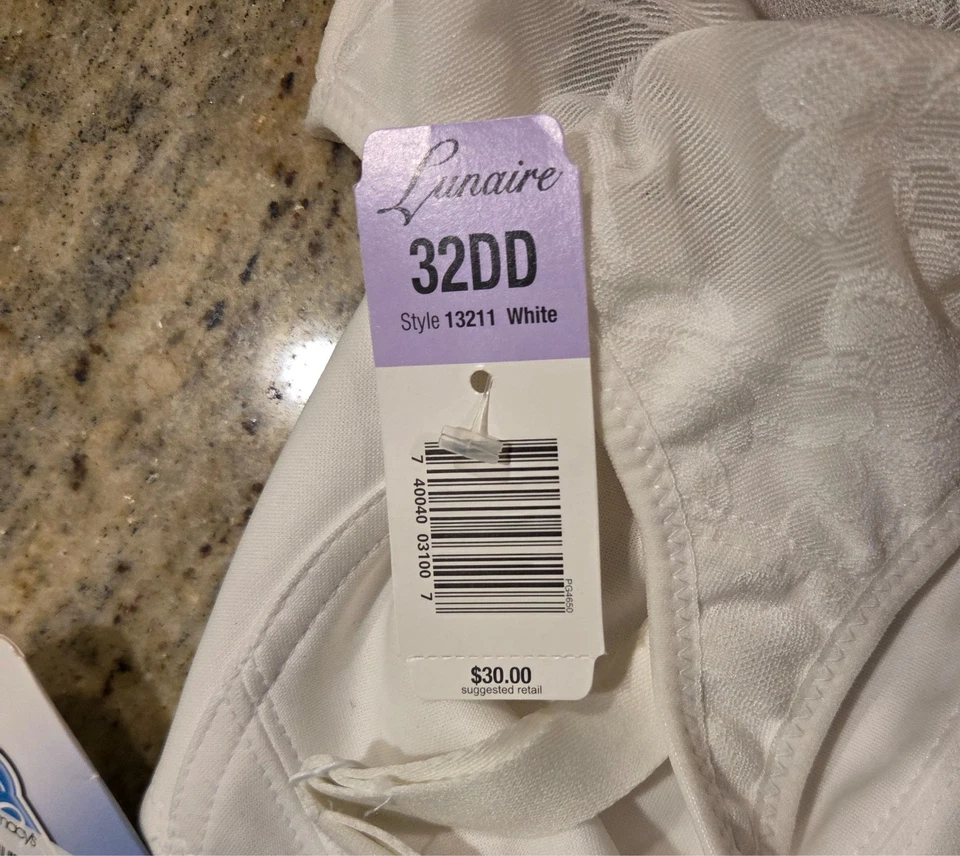 Lunaire
32DD
Style 13211 White
7 40040 03100 7
PG4650
$30.00
suggested retail